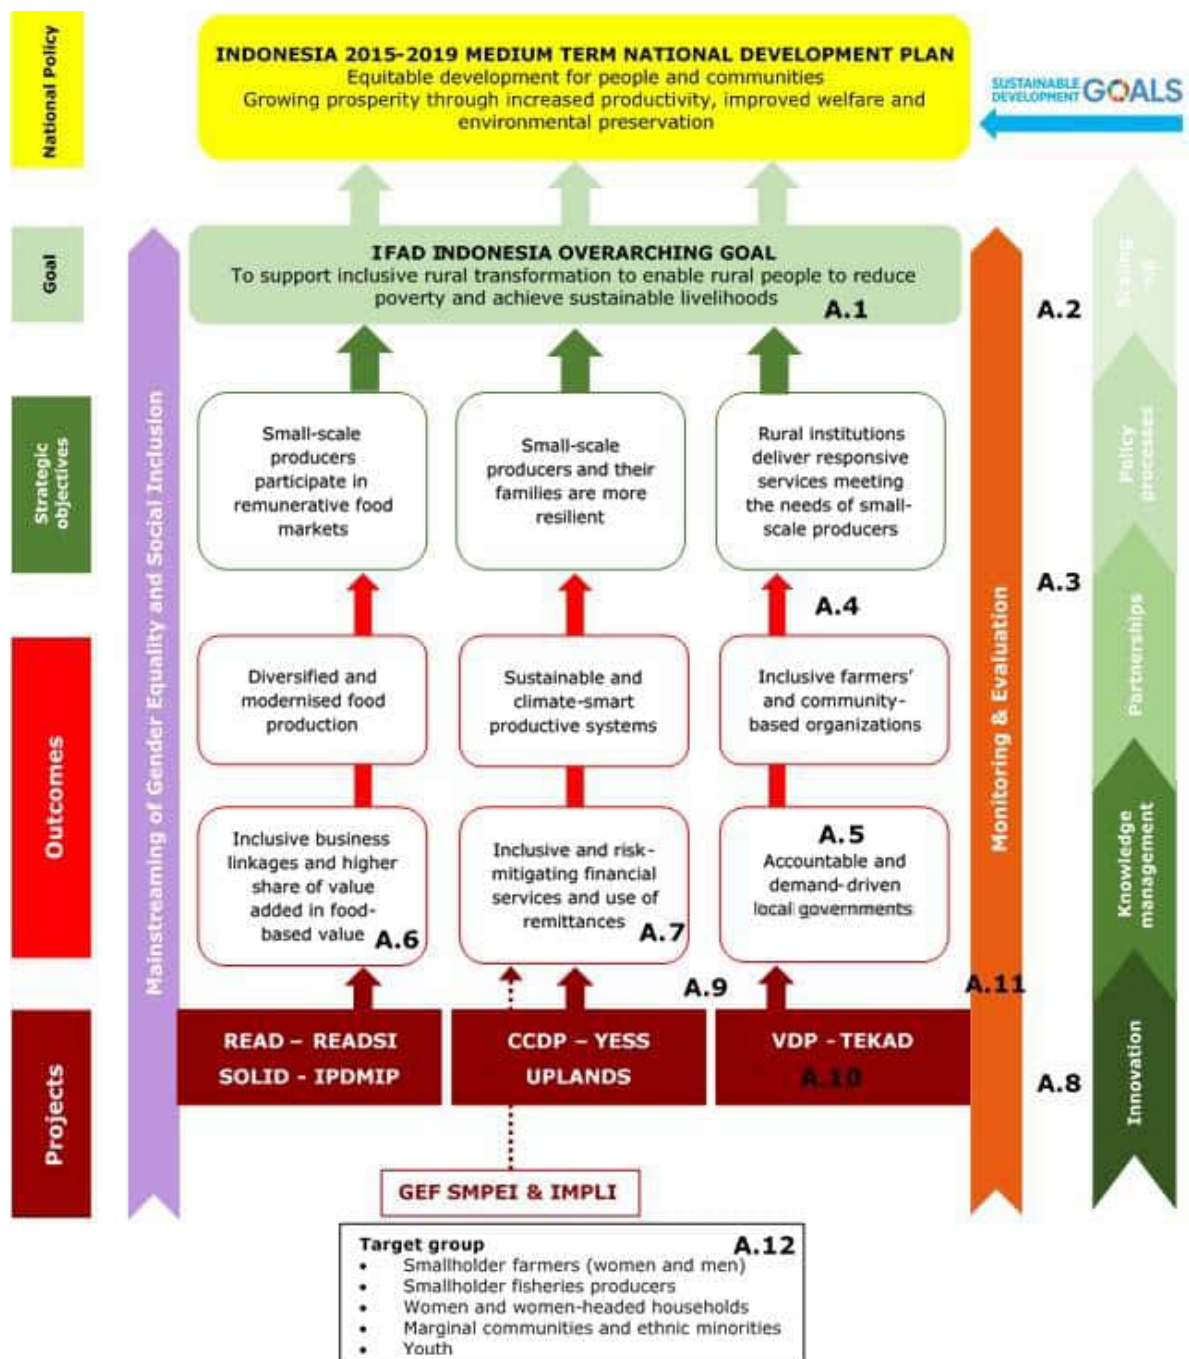 National Policy
INDONESIA 2015-2019 MEDIUM TERM NATIONAL DEVELOPMENT PLAN
Equitable development for people and communities
Growing prosperity through increased productivity, improved welfare and
environmental preservation
SUSTAINABLE
DEVELOPMENT GOALS
Goal
IFAD INDONESIA OVERARCHING GOAL
To support inclusive rural transformation to enable rural people to reduce
poverty and achieve sustainable livelihoods
A.1
A.2
Scaling
up
Strategic
objectives
Small-scale
producers
participate in
remunerative food
markets
Small-scale
producers and their
families are more
resilient
Rural institutions
deliver responsive
services meeting
the needs of small-
scale producers
Policy
processes
A.3
A.4
Mainstreaming of Gender Equality and Social Inclusion
Monitoring & Evaluation
Partnerships
Outcomes
Diversified and
modernised food
production
Sustainable and
climate-smart
productive systems
Inclusive farmers'
and community-
based organizations
Inclusive business
linkages and higher
share of value
added in food-
based value
A.6
Inclusive and risk-
mitigating financial
services and use of
remittances
A.7
A.5
Accountable and
demand-driven
local governments
Knowledge
management
A.9
A.11
Projects
READ – READSI
SOLID - IPDMIP
CCDP – YESS
UPLANDS
VDP - TEKAD
A.10
A.8
Innovation
GEF SMPEI & IMPLI
Target group
A.12
• Smallholder farmers (women and men)
• Smallholder fisheries producers
• Women and women-headed households
• Marginal communities and ethnic minorities
• Youth